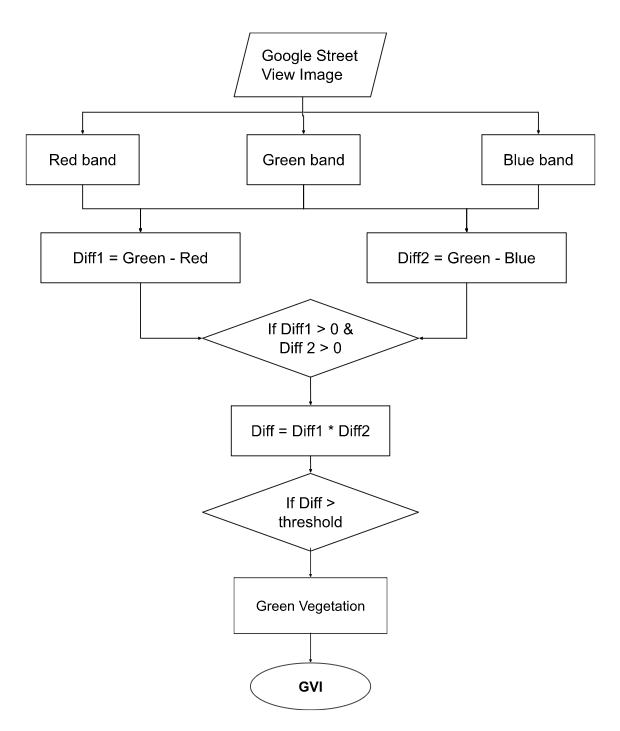 Google Street
View Image
Red band
Green band
Blue band
Diff1 = Green - Red
Diff2 = Green - Blue
If Diff1 > 0 &
Diff 2 > 0
Diff = Diff1 * Diff2
If Diff >
threshold
Green Vegetation
GVI